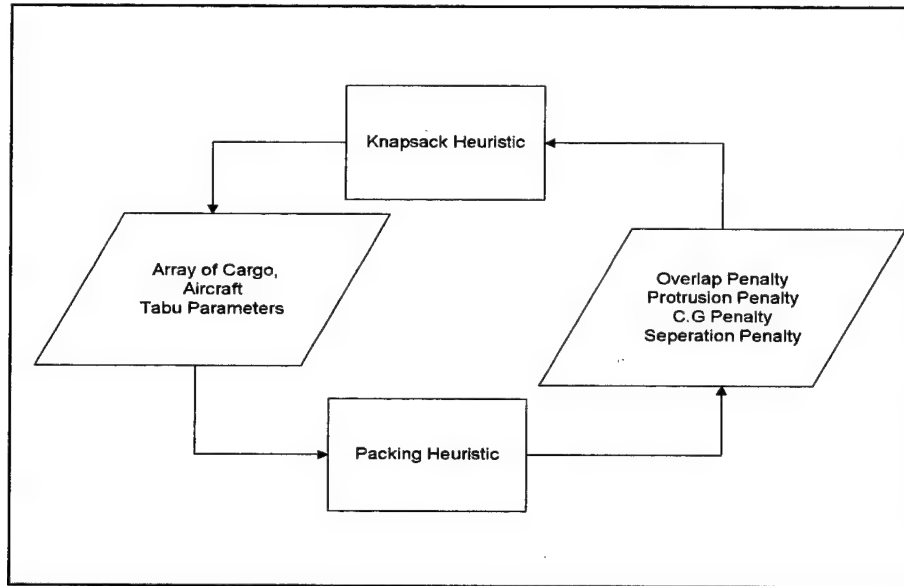 Knapsack Heuristic
Array of Cargo,
Aircraft
Tabu Parameters
Overlap Penalty
Protrusion Penalty
C.G Penalty
Seperation Penalty
Packing Heuristic